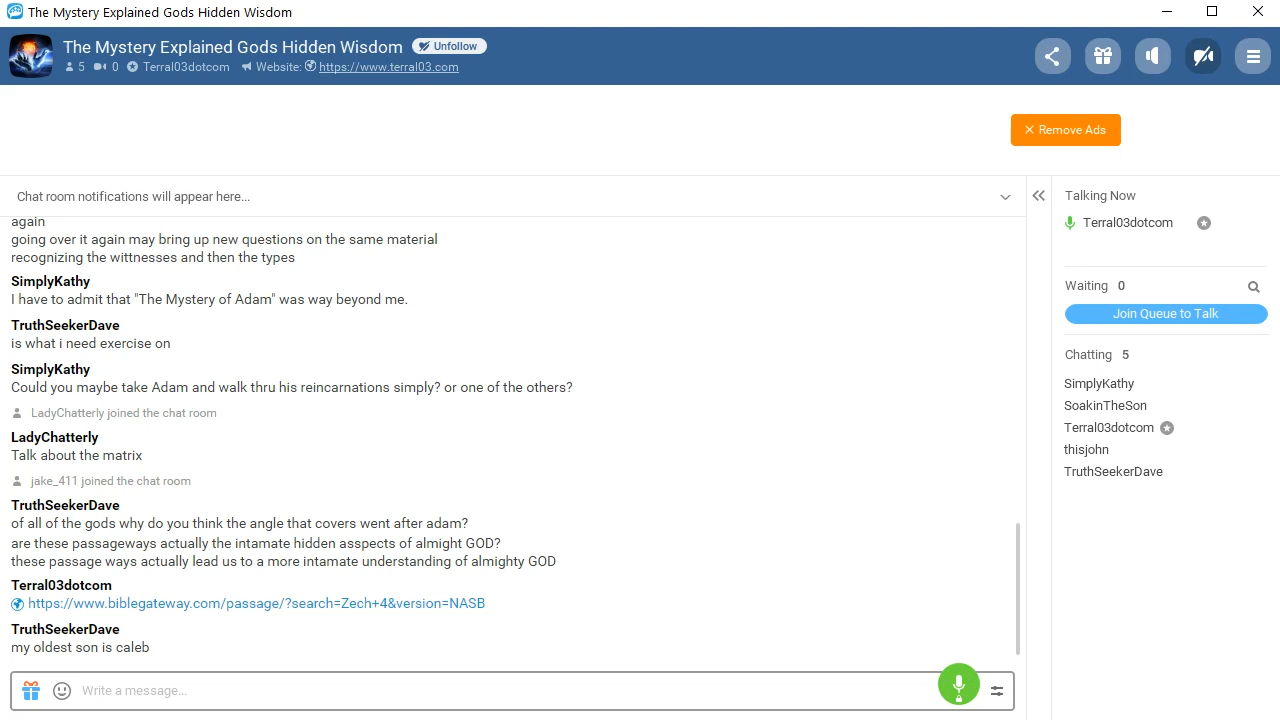 The Mystery Explained Gods Hidden Wisdom
The Mystery Explained Gods Hidden Wisdom Unfollow
5 0 Terral03dotcom Website: https://www.terral03.com
Remove Ads
Chat room notifications will appear here...
again
going over it again may bring up new questions on the same material
recognizing the wittnesses and then the types
SimplyKathy
I have to admit that "The Mystery of Adam" was way beyond me.
TruthSeekerDave
is what i need exercise on
SimplyKathy
Could you maybe take Adam and walk thru his reincarnations simply? or one of the others?
LadyChatterly joined the chat room
LadyChatterly
Talk about the matrix
jake_411 joined the chat room
TruthSeekerDave
of all of the gods why do you think the angle that covers went after adam?
are these passageways actually the intamate hidden asspects of almight GOD?
these passage ways actually lead us to a more intamate understanding of almighty GOD
Terral03dotcom
https://www.biblegateway.com/passage/?search=Zech+4&version=NASB
TruthSeekerDave
my oldest son is caleb
Write a message...
Talking Now
Terral03dotcom
Waiting 0
Join Queue to Talk
Chatting 5
SimplyKathy
SoakinTheSon
Terral03dotcom
thisjohn
TruthSeekerDave